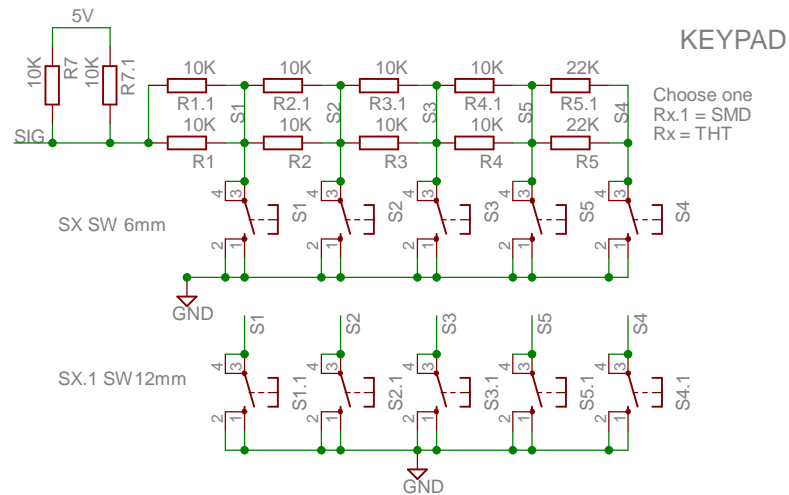 5V
KEYPAD
10K
R7
10K
R7.1
10K
10K
10K
10K
22K
R1.1
R2.1
R3.1
R4.1
R5.1
S1
S2
S3
S5
S4
Choose one
Rx.1 = SMD
Rx = THT
SIG
10K
10K
10K
10K
22K
R1
R2
R3
R4
R5
SX SW 6mm
4
3
2
1
S1
4
3
2
1
S2
4
3
2
1
S3
4
3
2
1
S5
4
3
2
1
S4
GND
S1
S2
S3
S5
S4
SX.1 SW12mm
4
3
2
1
S1.1
4
3
2
1
S2.1
4
3
2
1
S3.1
4
3
2
1
S5.1
4
3
2
1
S4.1
GND